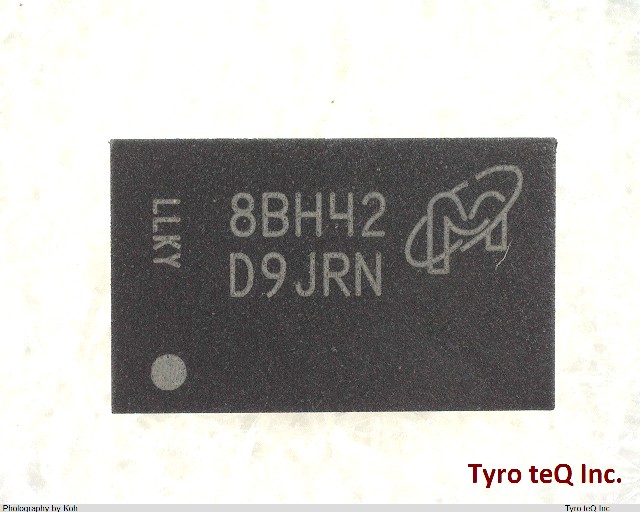 LLKY
8BH42
D9JRN
M
Tyro teQ Inc.
Photography by Koh
Tyro teQ Inc.